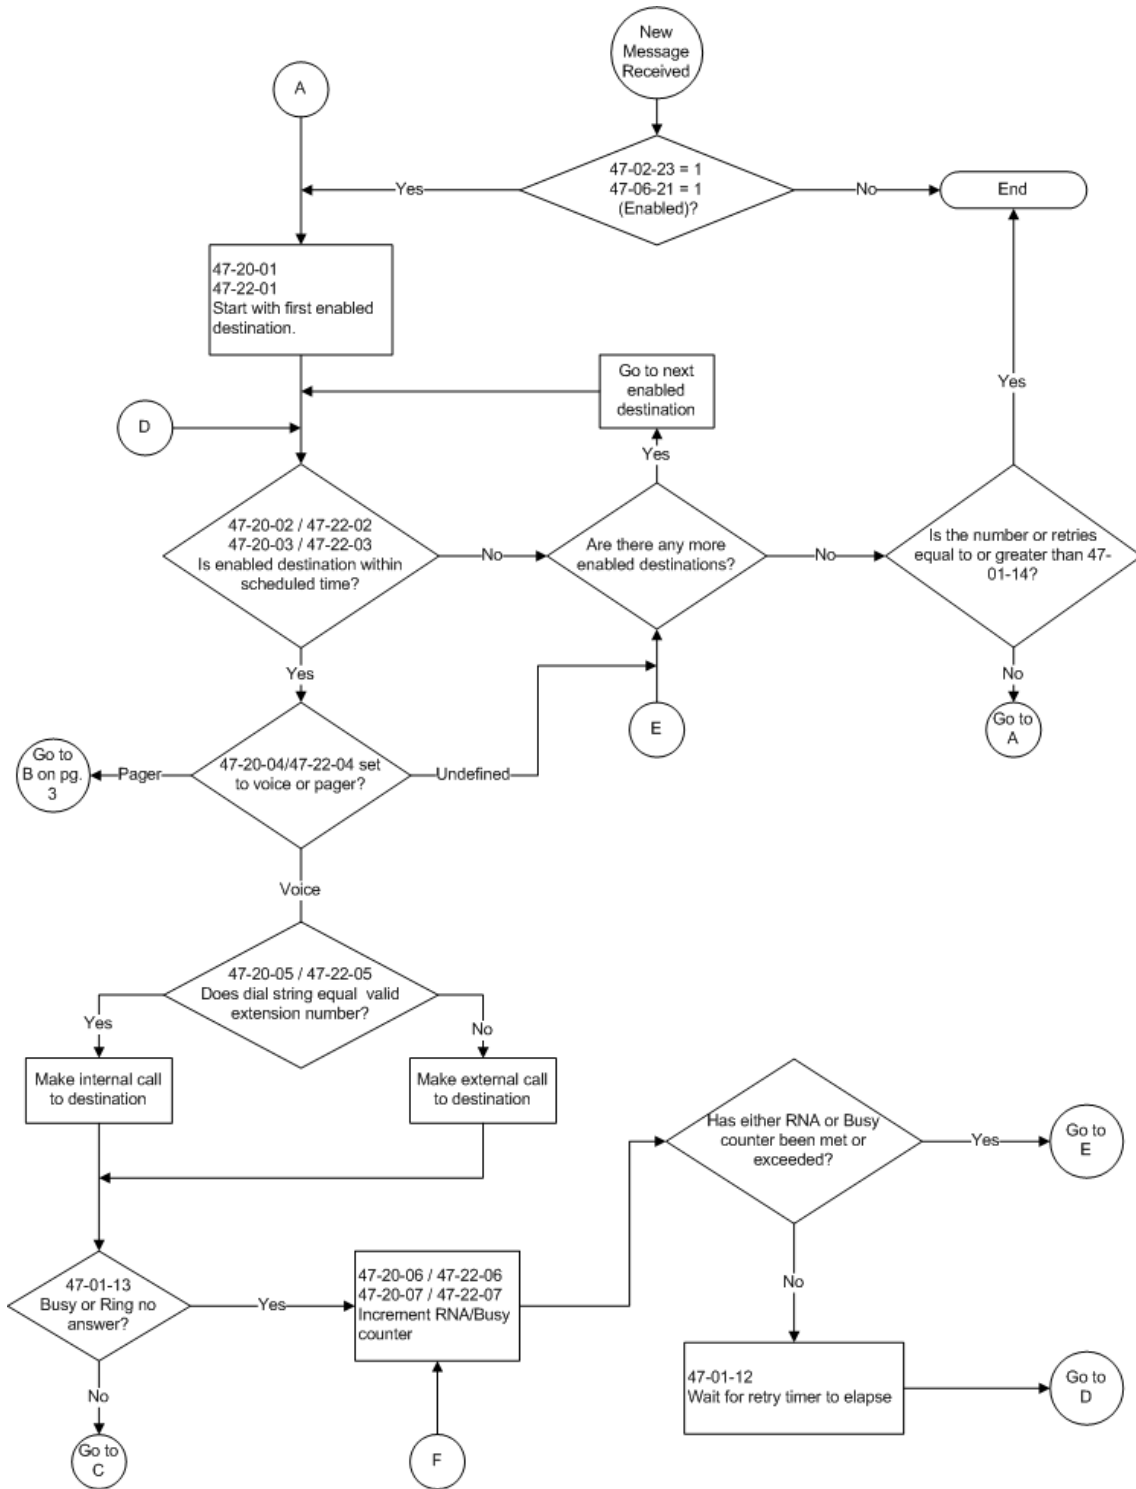 New
Message
Received
A
47-02-23 = 1
47-06-21 = 1
(Enabled)?
Yes
No
End
47-20-01
47-22-01
Start with first enabled
destination.
Go to next
enabled
destination
Yes
D
Yes
47-20-02 / 47-22-02
47-20-03 / 47-22-03
Is enabled destination within
scheduled time?
No
Are there any more
enabled destinations?
No
Is the number or retries
equal to or greater than 47-
01-14?
Yes
No
E
Go to
A
Go to
B on pg.
3
Pager
47-20-04/47-22-04 set
to voice or pager?
Undefined
Voice
47-20-05 / 47-22-05
Does dial string equal valid
extension number?
Yes
No
Make internal call
to destination
Make external call
to destination
Has either RNA or Busy
counter been met or
exceeded?
Yes
Go to
E
47-01-13
Busy or Ring no
answer?
Yes
47-20-06 / 47-22-06
47-20-07 / 47-22-07
Increment RNA/Busy
counter
No
No
47-01-12
Wait for retry timer to elapse
Go to
D
Go to
C
F